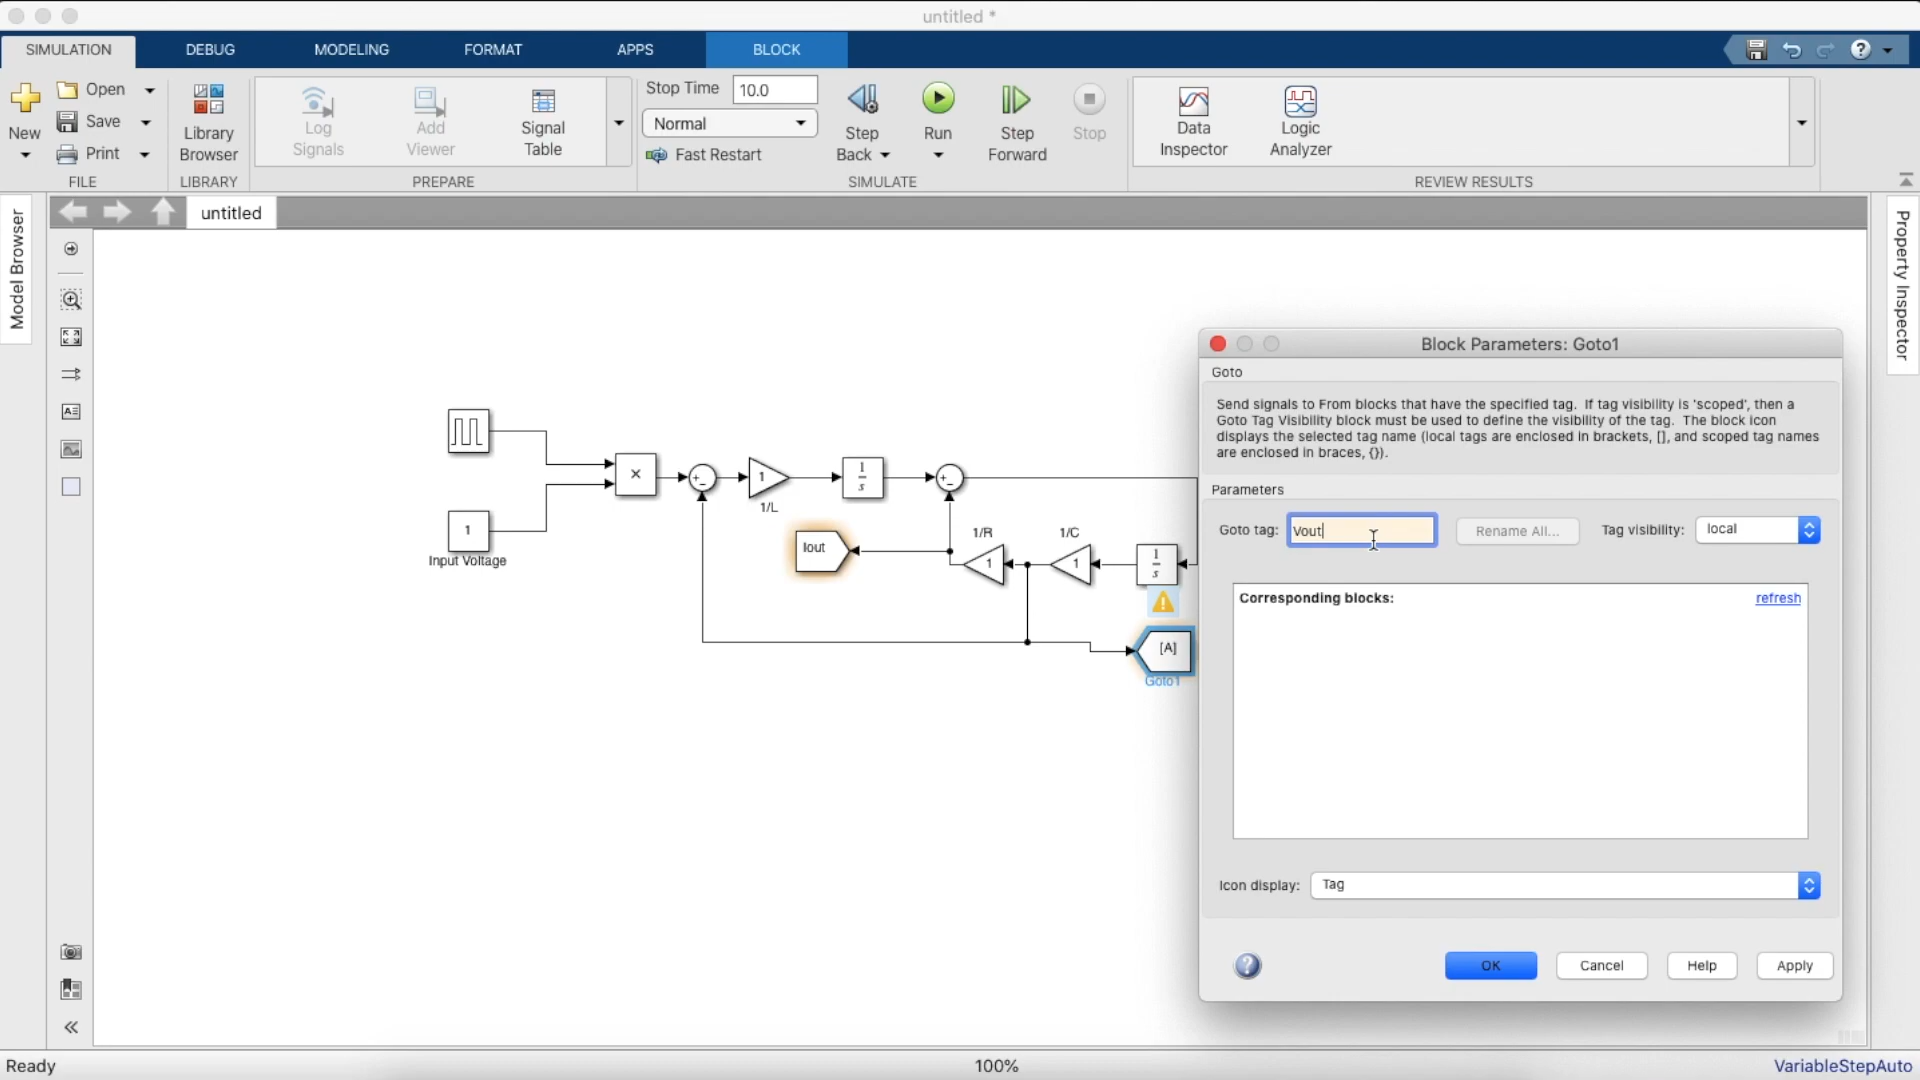 untitled *
SIMULATION DEBUG MODELING FORMAT APPS BLOCK
New Open Save Print
FILE
Library Browser
LIBRARY
Log Signals
Add Viewer
Signal Table
PREPARE
Stop Time 10.0
Normal
Fast Restart
Step Back
Run
Step Forward
Stop
SIMULATE
Data Inspector
Logic Analyzer
REVIEW RESULTS
Model Browser
untitled
Property Inspector
×
+
-
1
1/L
1
s
+
-
1
Input Voltage
Iout
1/R
1
1/C
1
1
s
[A]
Goto1
Block Parameters: Goto1
Goto
Send signals to From blocks that have the specified tag. If tag visibility is 'scoped', then a
Goto Tag Visibility block must be used to define the visibility of the tag. The block icon
displays the selected tag name (local tags are enclosed in brackets, [], and scoped tag names
are enclosed in braces, {}).
Parameters
Goto tag: Vout Rename All... Tag visibility: local
Corresponding blocks: refresh
Icon display: Tag
? OK Cancel Help Apply
Ready 100% VariableStepAuto